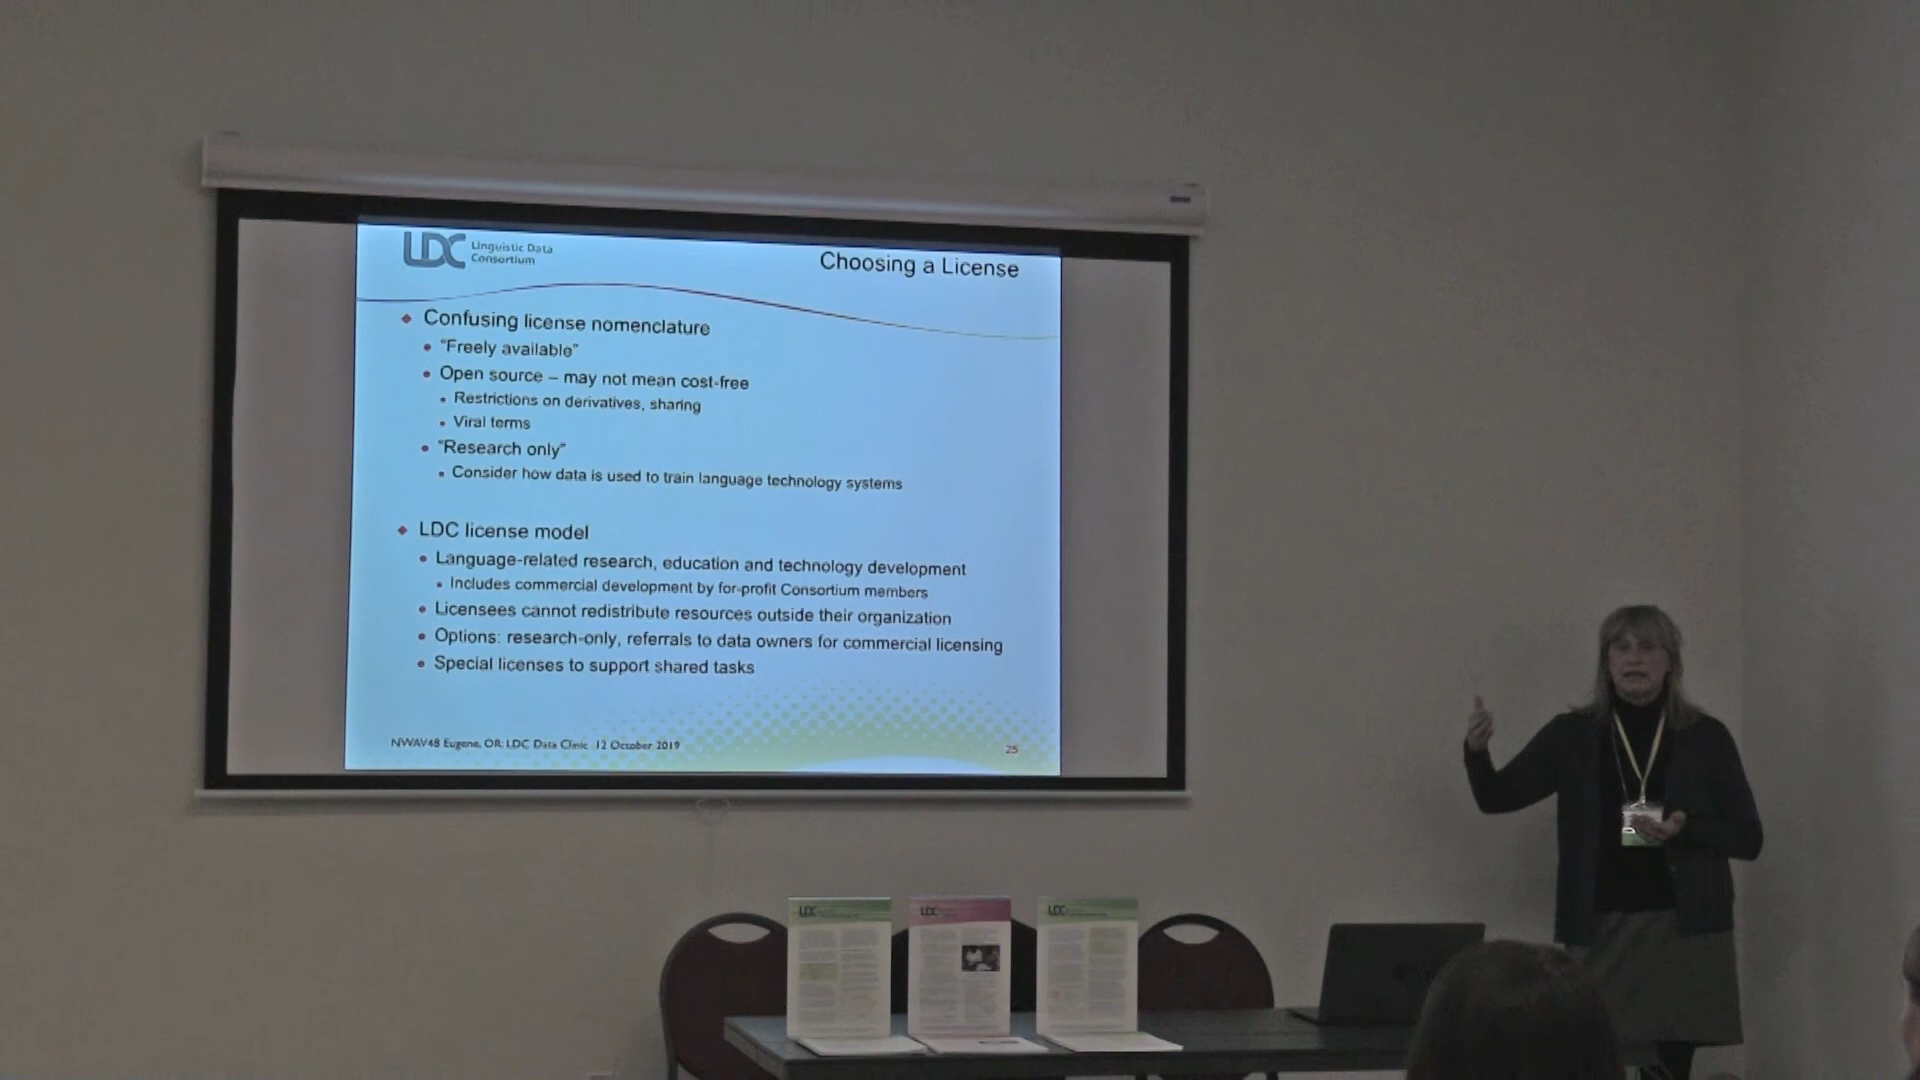 LDC Linguistic Data
Consortium
Choosing a License
Confusing license nomenclature
“Freely available”
Open source – may not mean cost-free
Restrictions on derivatives, sharing
Viral terms
“Research only”
Consider how data is used to train language technology systems
LDC license model
Language-related research, education and technology development
Includes commercial development by for-profit Consortium members
Licensees cannot redistribute resources outside their organization
Options: research-only, referrals to data owners for commercial licensing
Special licenses to support shared tasks
NWAV48 Eugene, OR: LDC Data Clinic 12 October 2019
25
LDC
LDC
LDC